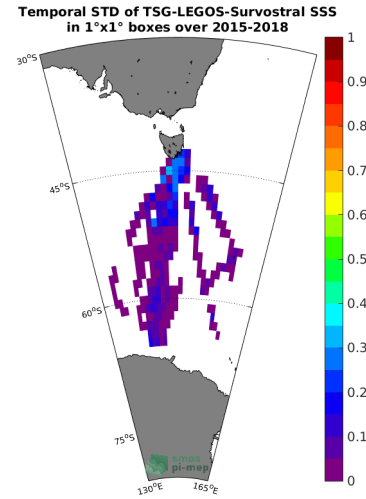 Temporal STD of TSG-LEGOS-Survostral SSS
in 1°x1° boxes over 2015-2018
30°S
45°S
60°S
75°S
130°E
165°E
1
0.9
0.8
0.7
0.6
0.5
0.4
0.3
0.2
0.1
0
smos
pi-mep